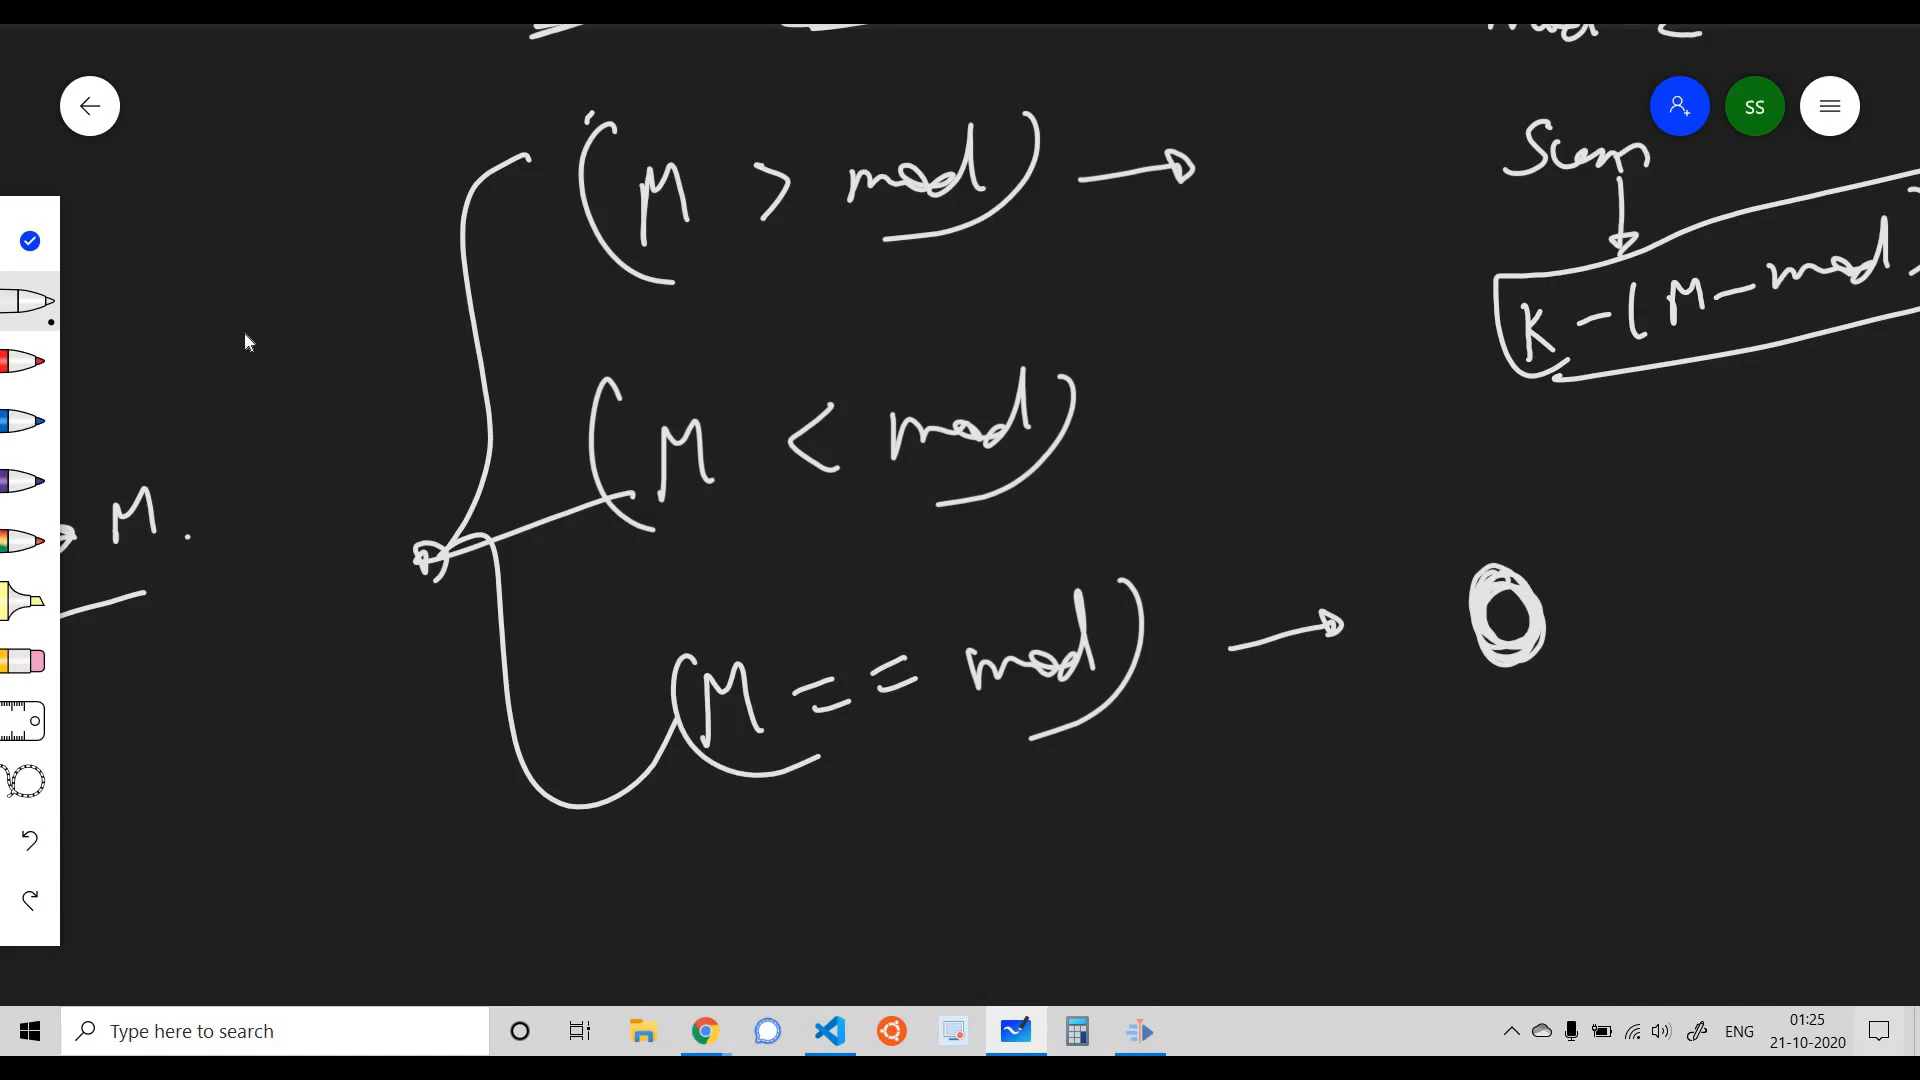 SS
(M > mod) →
Sum
↓
K - (M - mod)
(M < mod)
M.
(M == mod) → 0
Type here to search
ENG
01:25
21-10-2020